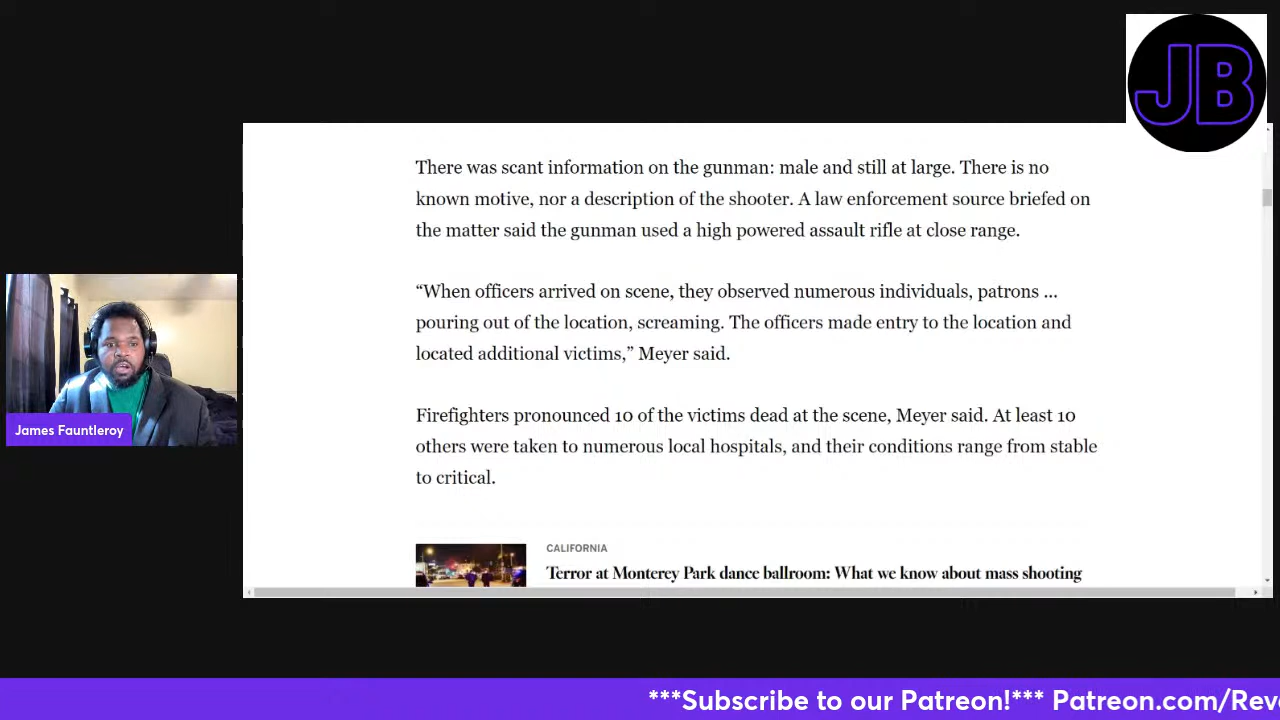 JB
There was scant information on the gunman: male and still at large. There is no
known motive, nor a description of the shooter. A law enforcement source briefed on
the matter said the gunman used a high powered assault rifle at close range.
“When officers arrived on scene, they observed numerous individuals, patrons ...
pouring out of the location, screaming. The officers made entry to the location and
located additional victims,” Meyer said.
Firefighters pronounced 10 of the victims dead at the scene, Meyer said. At least 10
others were taken to numerous local hospitals, and their conditions range from stable
to critical.
CALIFORNIA
Terror at Monterey Park dance ballroom: What we know about mass shooting
James Fauntleroy
***Subscribe to our Patreon!*** Patreon.com/Rev